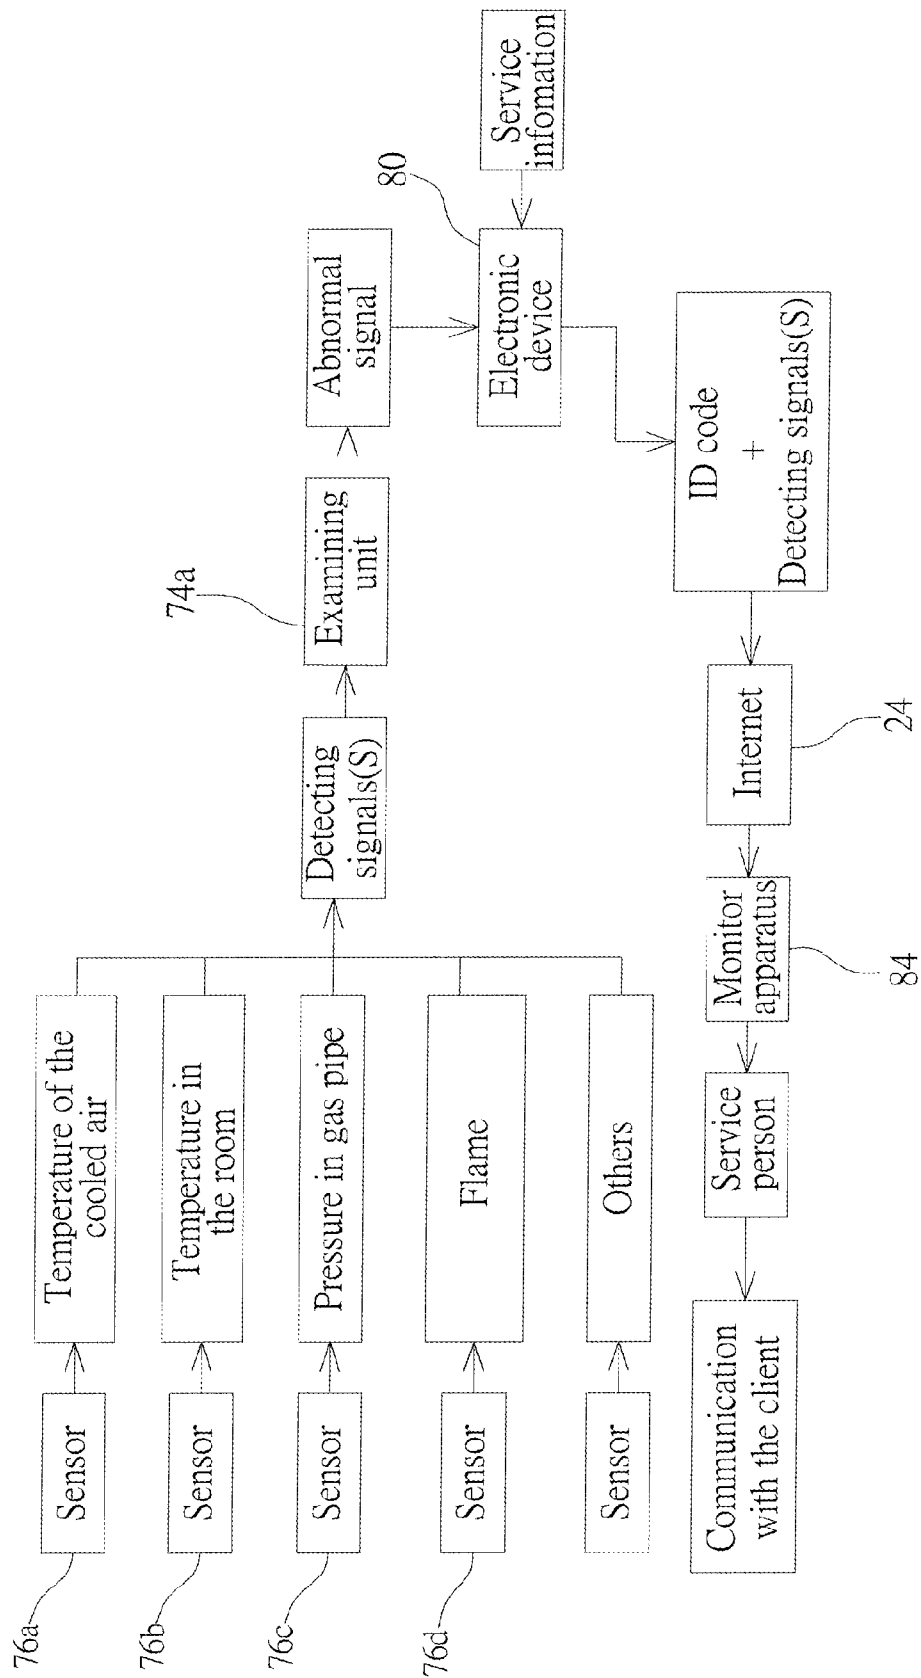 76a
Sensor
Temperature of the
cooled air
76b
Sensor
Temperature in
the room
76c
Sensor
Pressure in gas pipe
76d
Sensor
Flame
Sensor
Others
Detecting
signals(S)
74a
Examining
unit
Abnormal
signal
80
Electronic
device
Service
infomation
ID code
+
Detecting signals(S)
Internet
24
Monitor
apparatus
84
Service
person
Communication
with the client